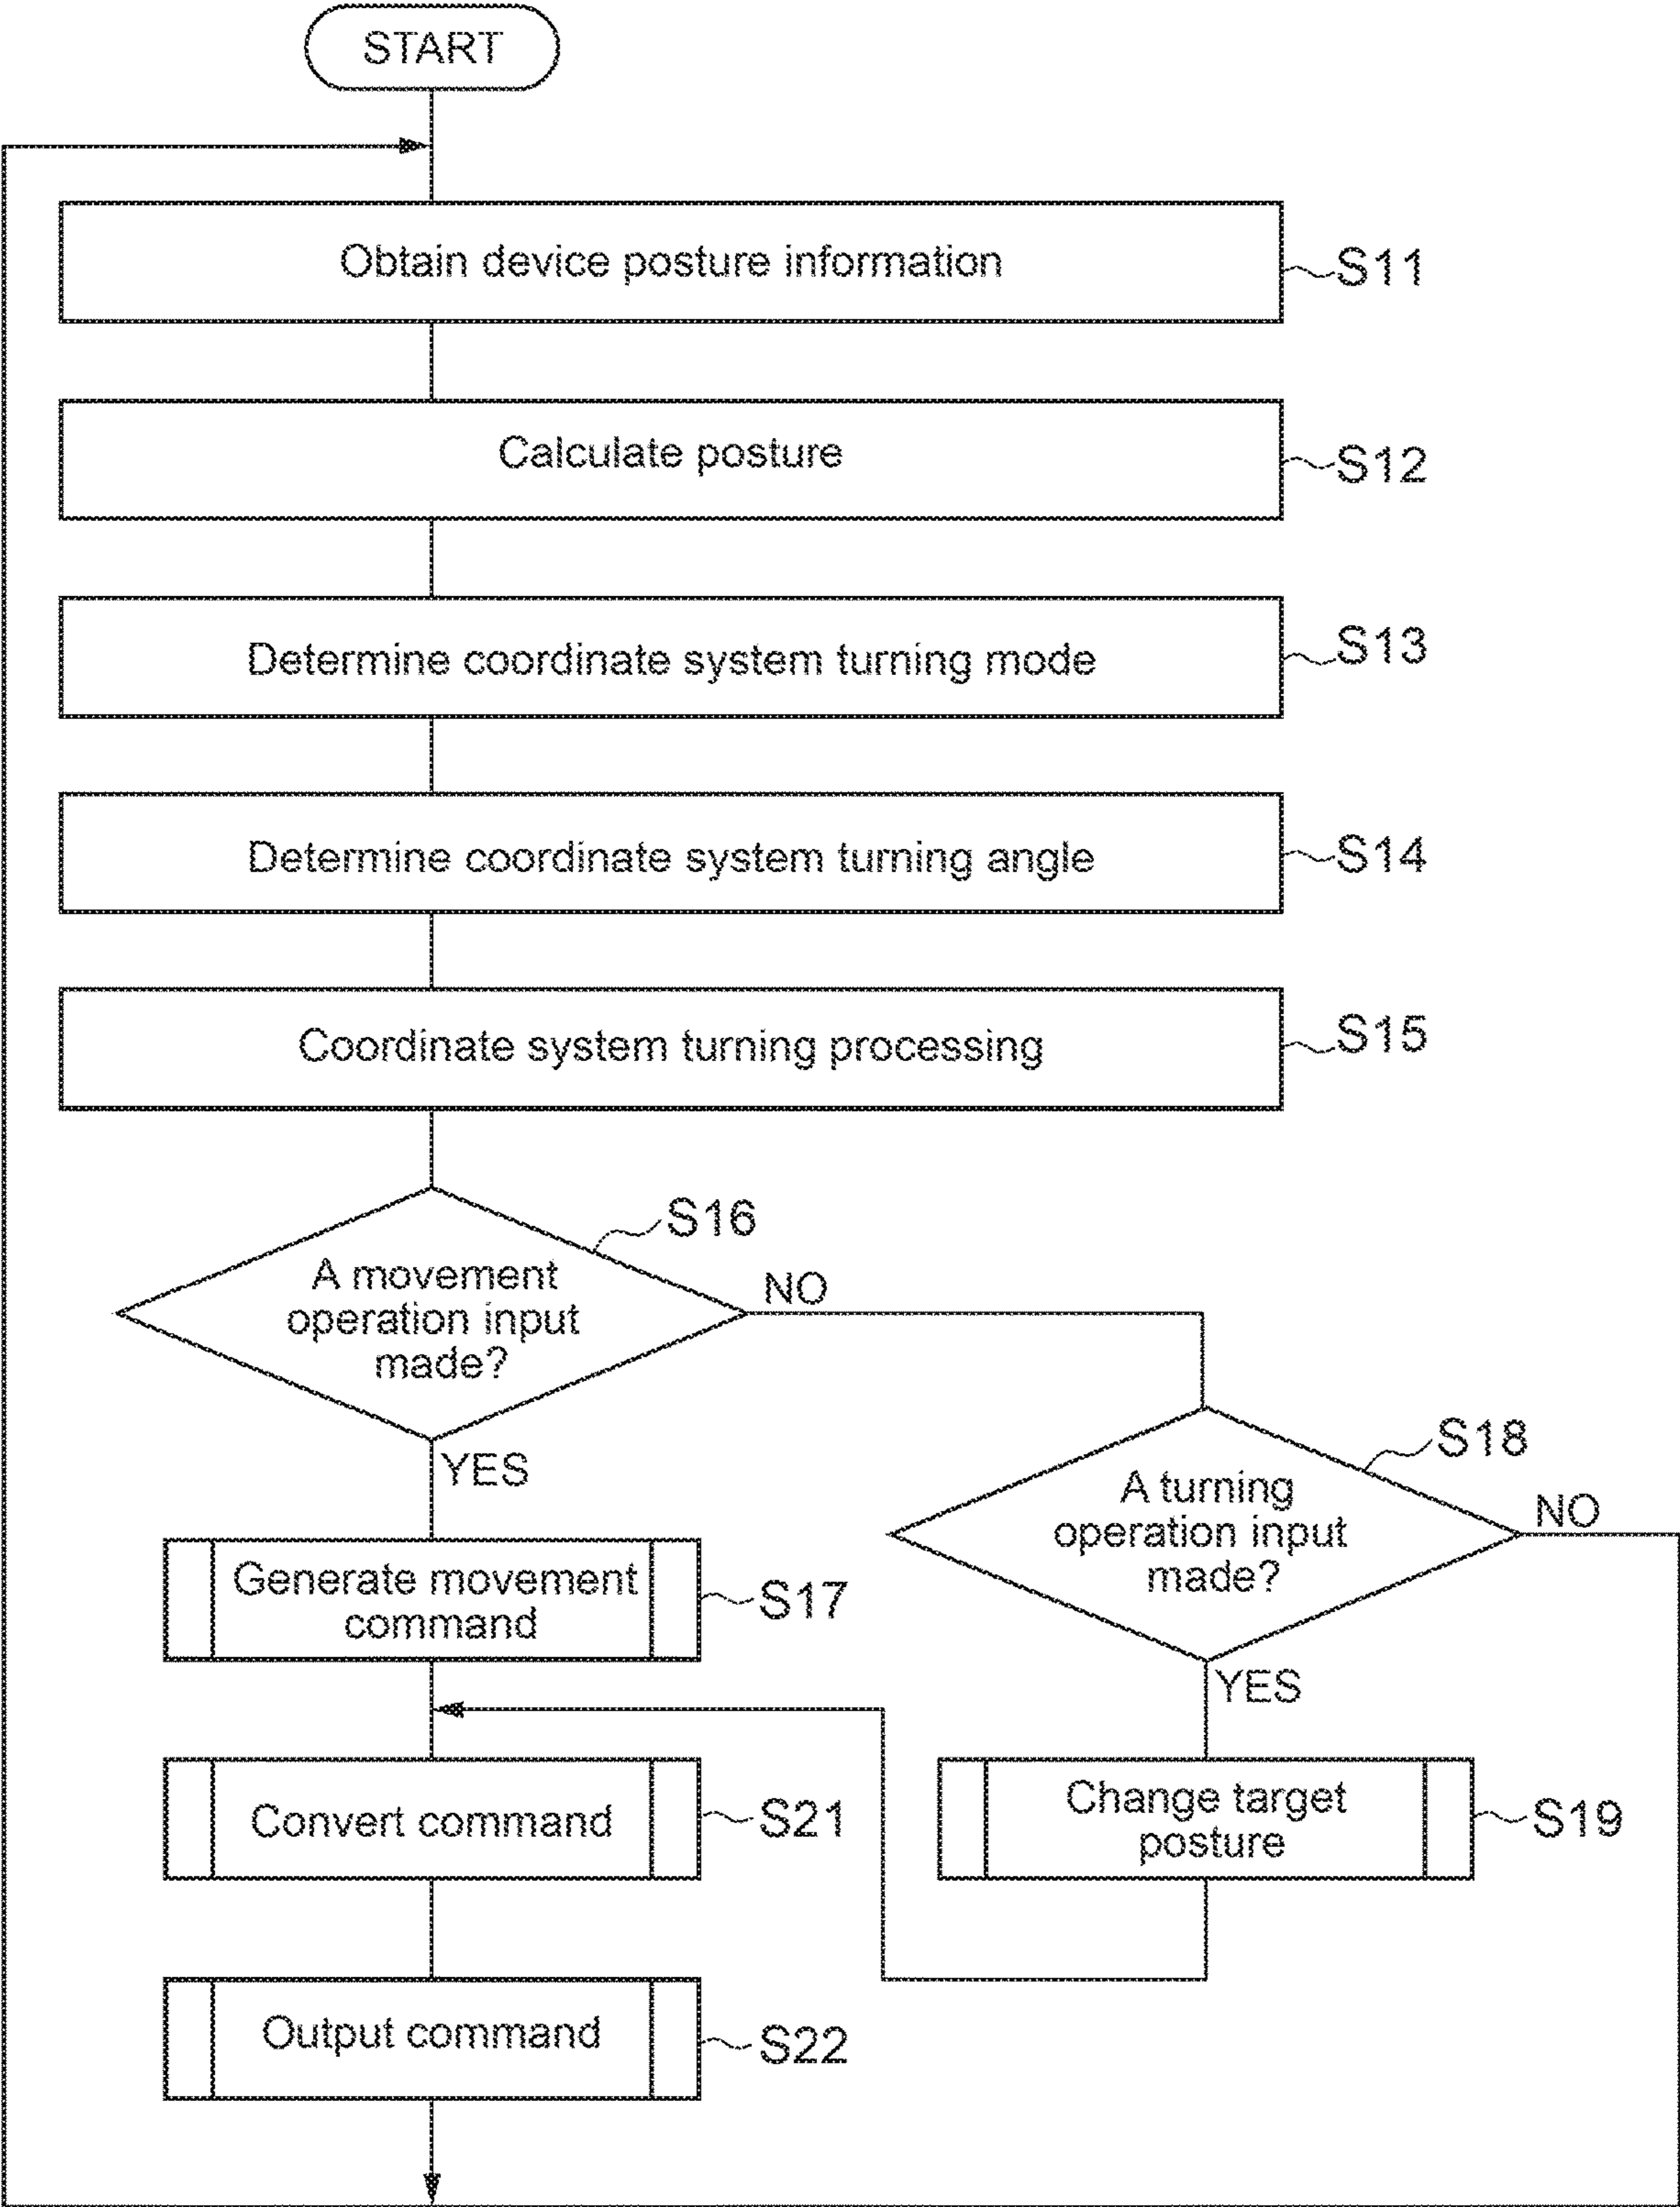 START
Obtain device posture information
S11
Calculate posture
S12
Determine coordinate system turning mode
S13
Determine coordinate system turning angle
S14
Coordinate system turning processing
S15
S16
A movement
operation input
made?
NO
YES
S18
A turning
operation input
made?
NO
YES
Generate movement
command
S17
Change target
posture
S19
Convert command
S21
Output command
S22